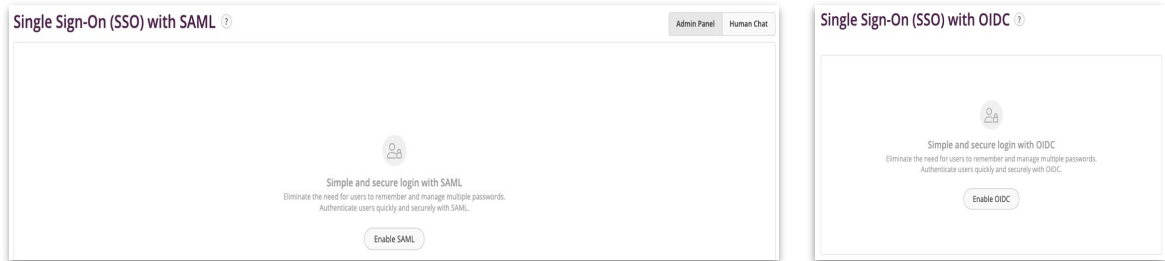 Single Sign-On (SSO) with SAML ?
Admin Panel Human Chat
Simple and secure login with SAML
Eliminate the need for users to remember and manage multiple passwords.
Authenticate users quickly and securely with SAML.
Enable SAML
Single Sign-On (SSO) with OIDC ?
Simple and secure login with OIDC
Eliminate the need for users to remember and manage multiple passwords.
Authenticate users quickly and securely with OIDC.
Enable OIDC